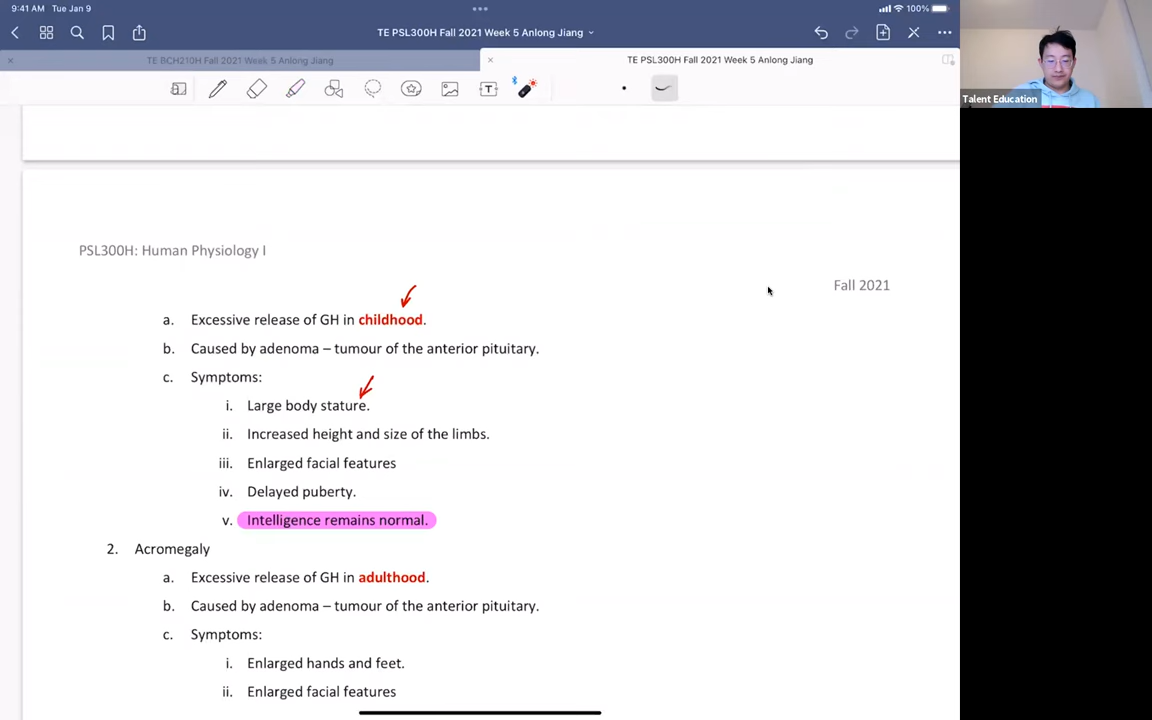 9:41 AM Tue Jan 9
100%
TE PSL300H Fall 2021 Week 5 Anlong Jiang
TE BCH210H Fall 2021 Week 5 Anlong Jiang
TE PSL300H Fall 2021 Week 5 Anlong Jiang
T
Talent Education
PSL300H: Human Physiology I
Fall 2021
a. Excessive release of GH in childhood.
b. Caused by adenoma – tumour of the anterior pituitary.
c. Symptoms:
i. Large body stature.
ii. Increased height and size of the limbs.
iii. Enlarged facial features
iv. Delayed puberty.
v. Intelligence remains normal.
2. Acromegaly
a. Excessive release of GH in adulthood.
b. Caused by adenoma – tumour of the anterior pituitary.
c. Symptoms:
i. Enlarged hands and feet.
ii. Enlarged facial features